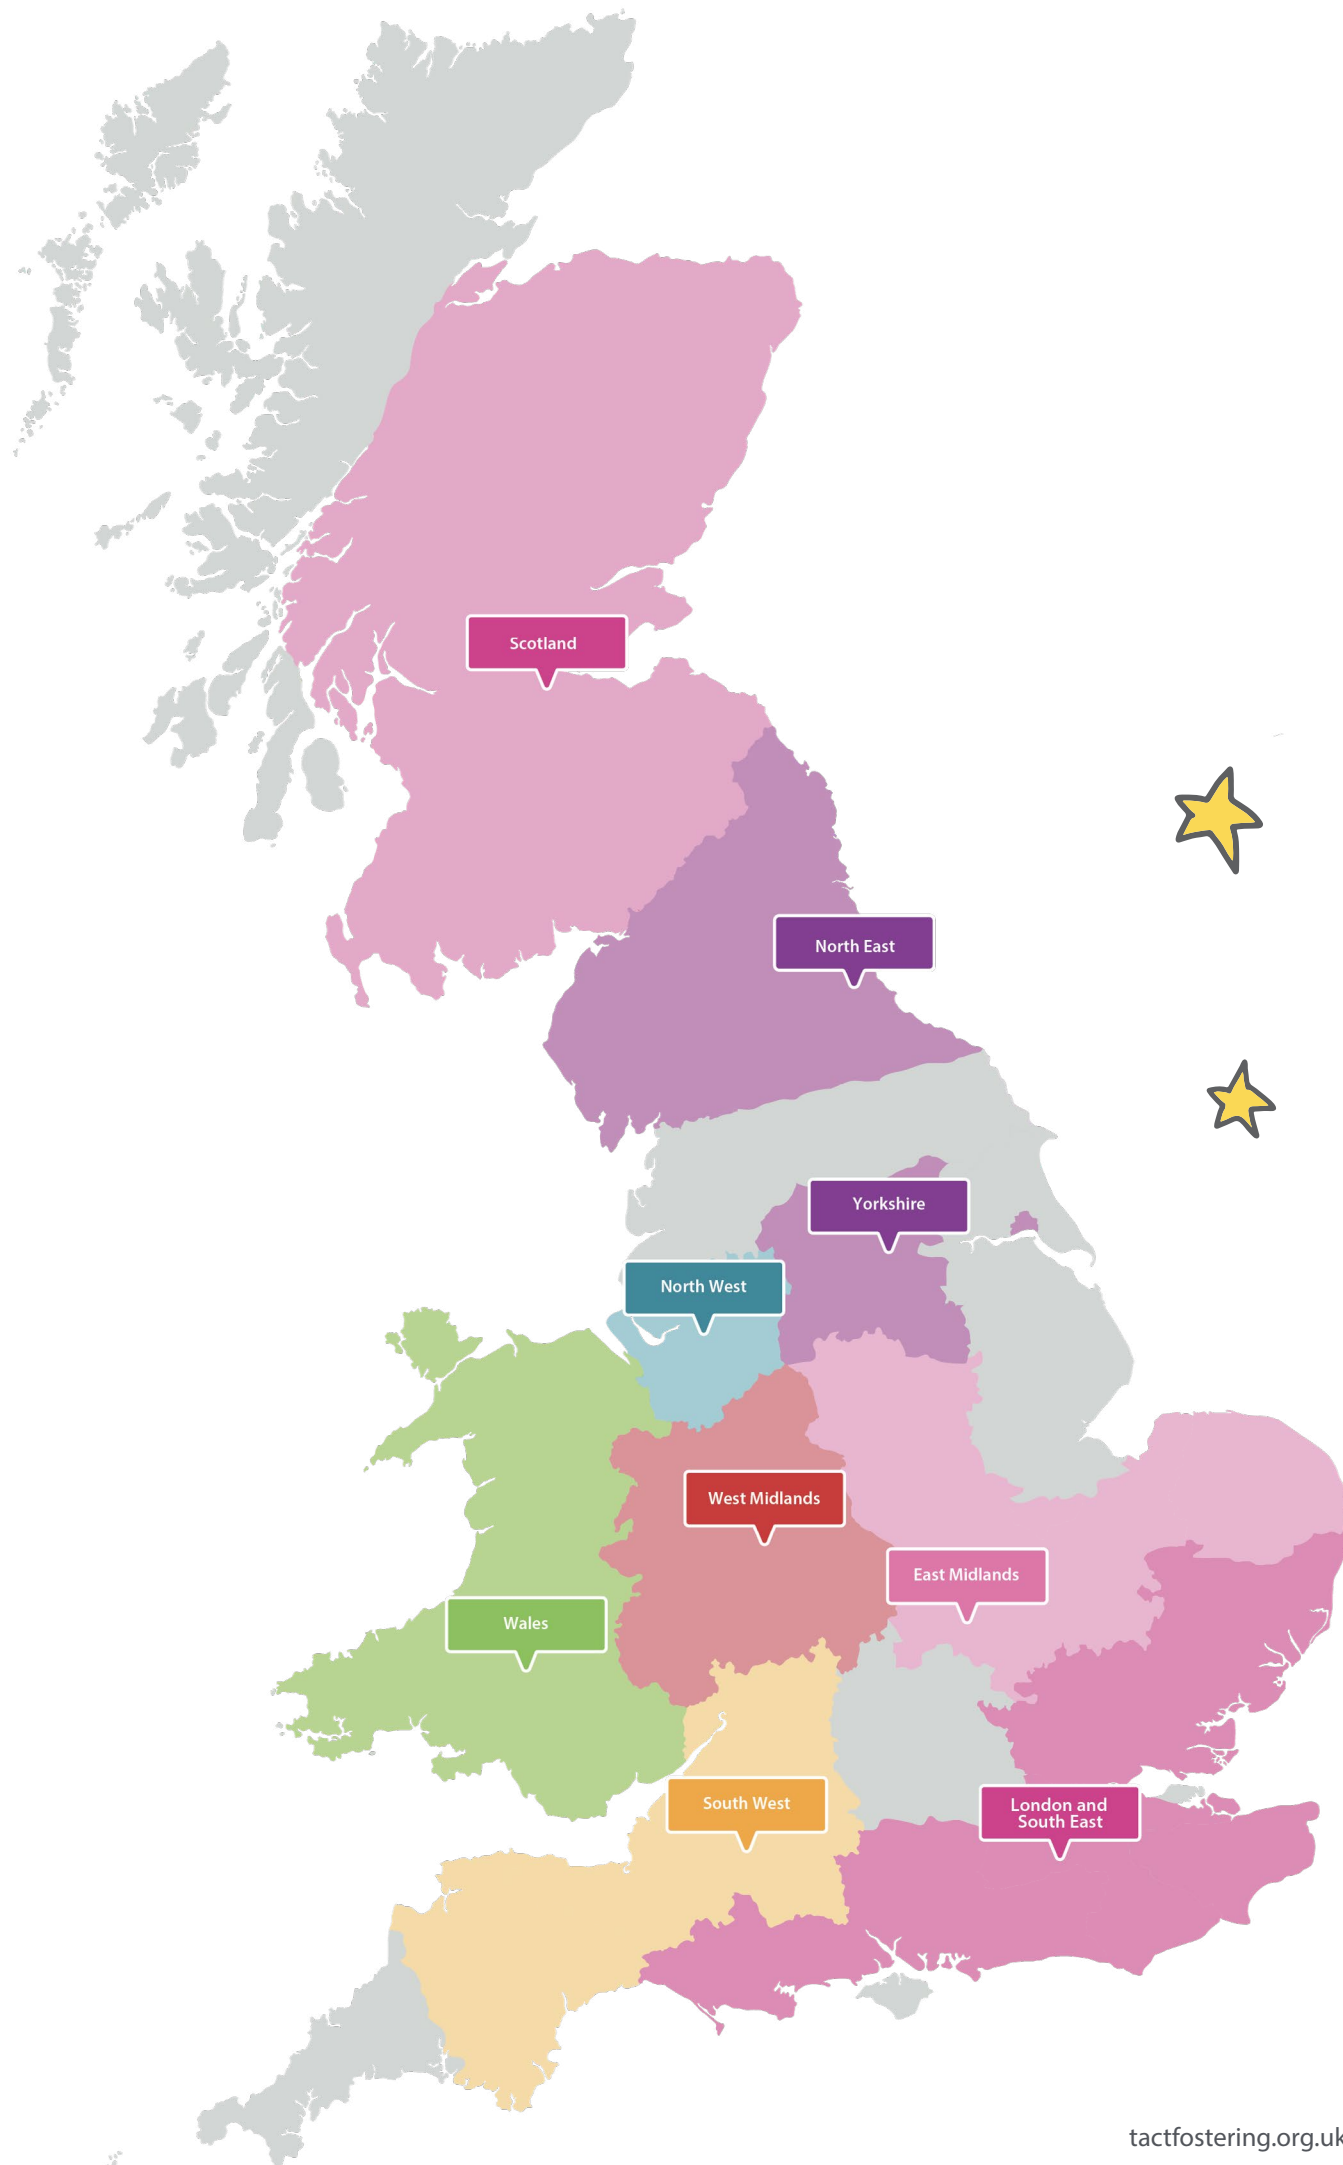 Scotland
North East
Yorkshire
North West
West Midlands
East Midlands
Wales
South West
London and
South East
tactfostering.org.uk